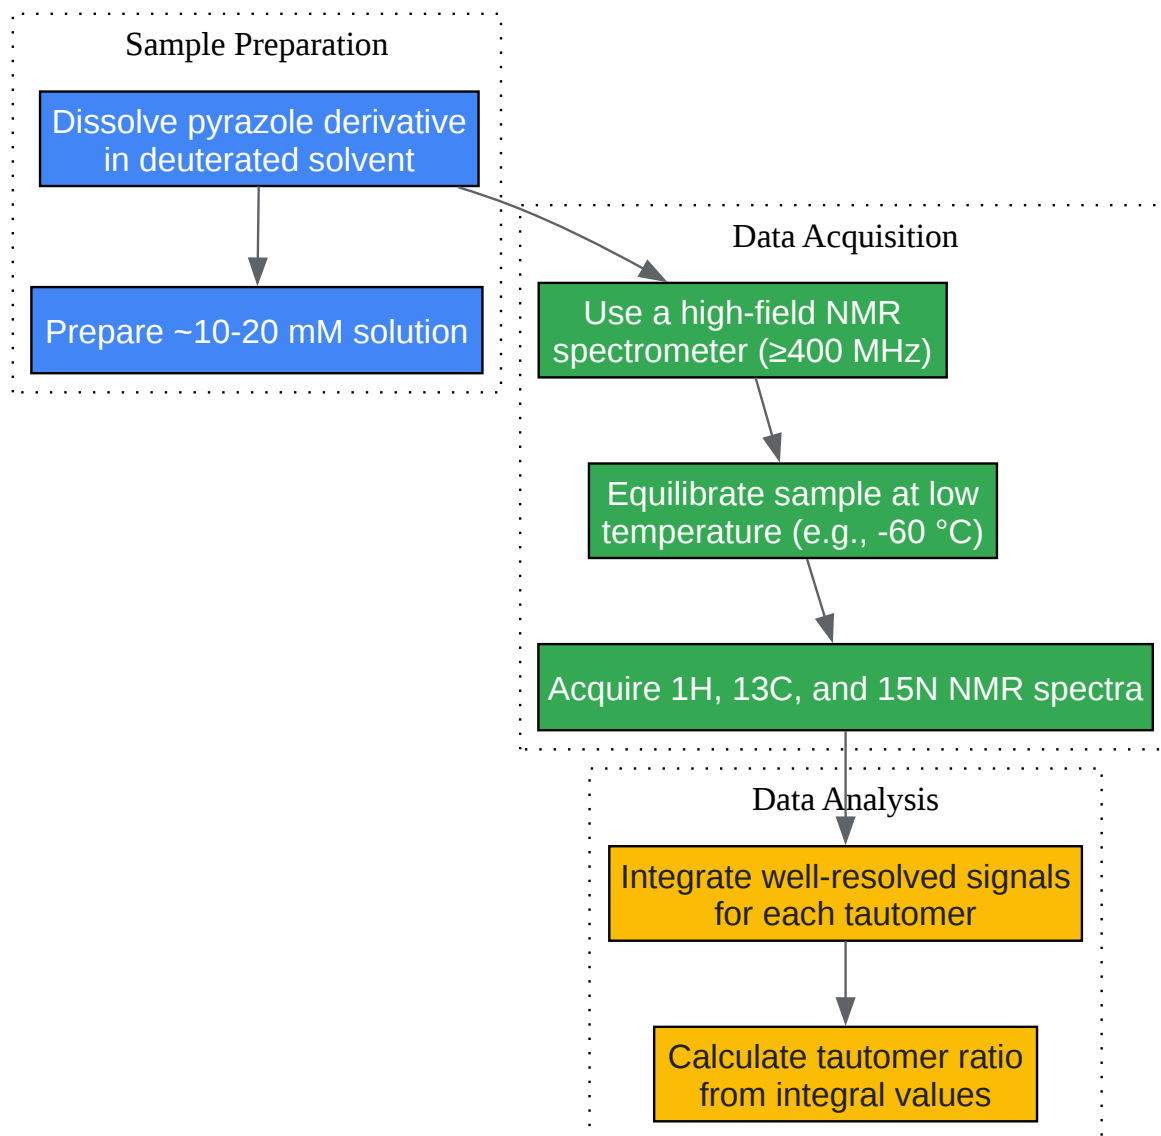 Sample Preparation
Dissolve pyrazole derivative
in deuterated solvent
Prepare ~10-20 mM solution
Data Acquisition
Use a high-field NMR
spectrometer (≥400 MHz)
Equilibrate sample at low
temperature (e.g., -60 °C)
Acquire 1H, 13C, and 15N NMR spectra
Data Analysis
Integrate well-resolved signals
for each tautomer
Calculate tautomer ratio
from integral values